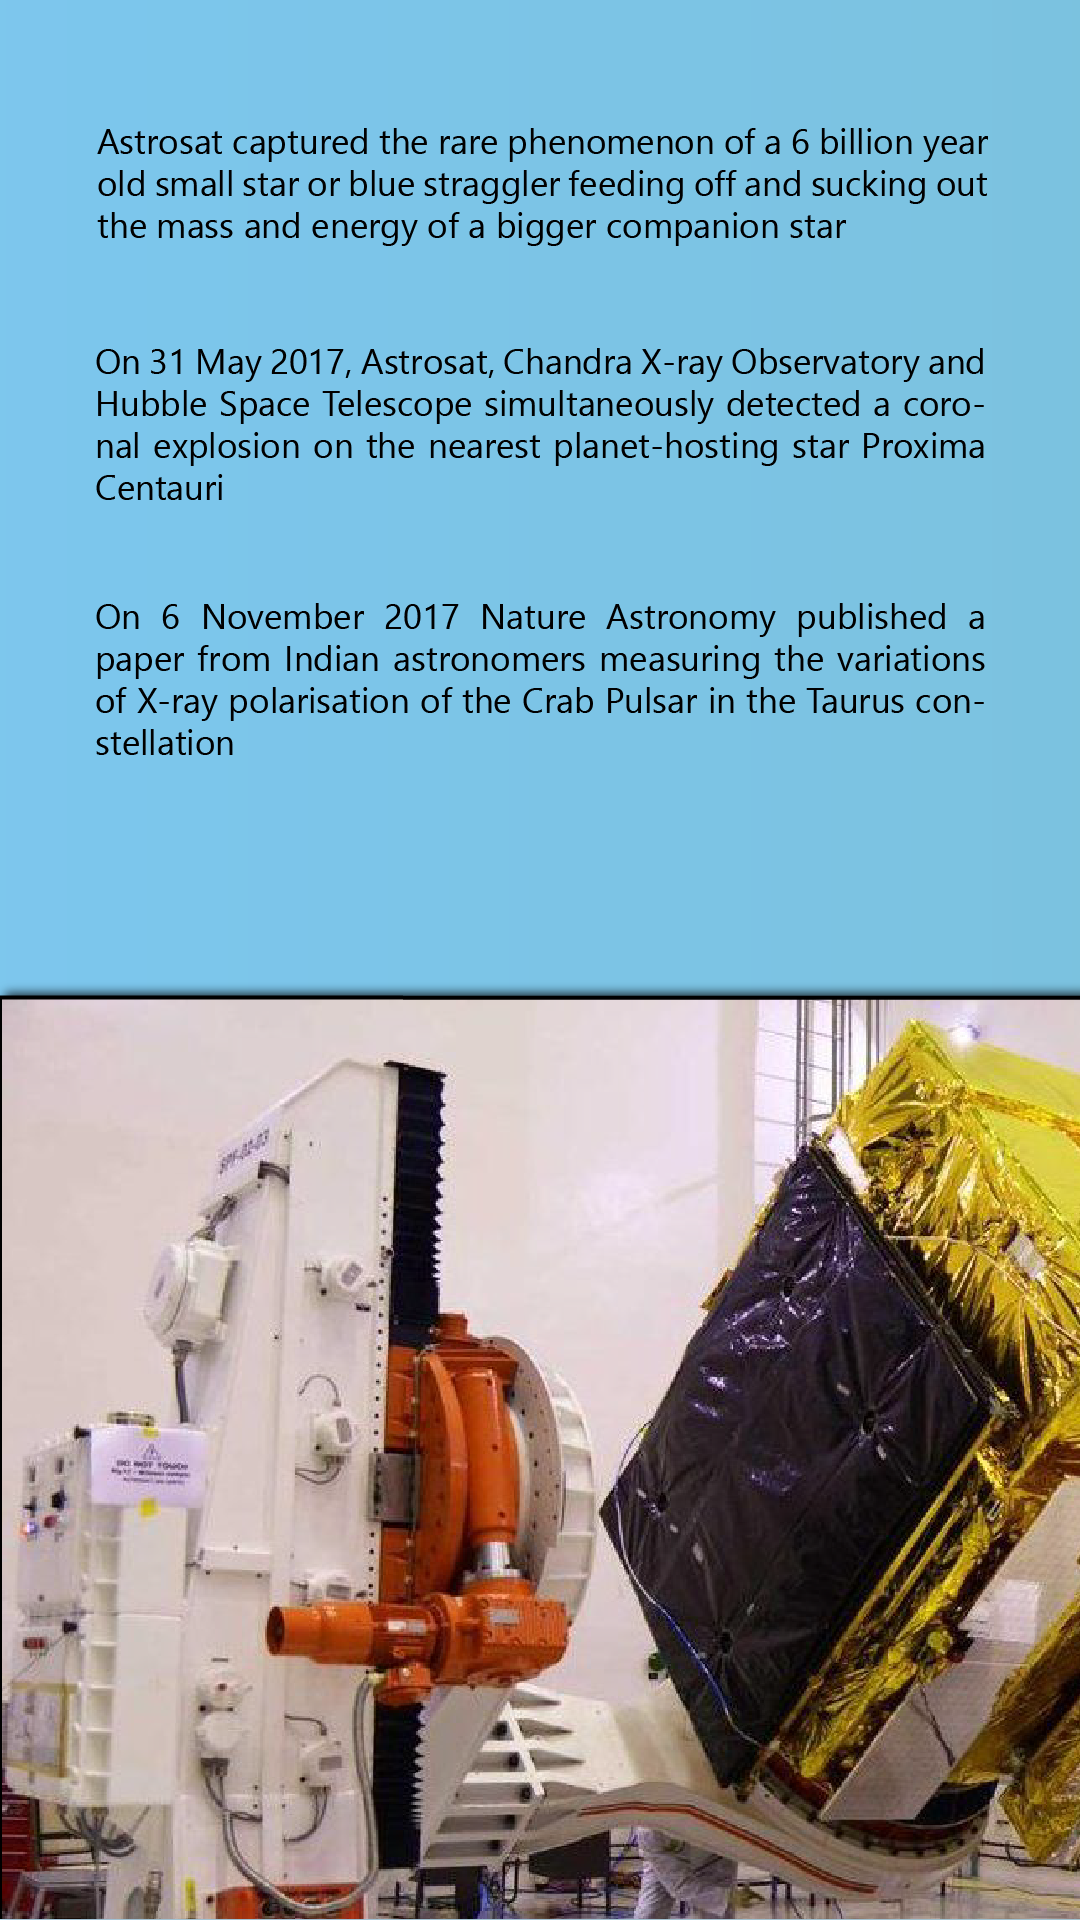 Astrosat captured the rare phenomenon of a 6 billion year
old small star or blue straggler feeding off and sucking out
the mass and energy of a bigger companion star
On 31 May 2017, Astrosat, Chandra X-ray Observatory and
Hubble Space Telescope simultaneously detected a coro-
nal explosion on the nearest planet-hosting star Proxima
Centauri
On 6 November 2017 Nature Astronomy published a
paper from Indian astronomers measuring the variations
of X-ray polarisation of the Crab Pulsar in the Taurus con-
stellation
DO NOT TOUCH